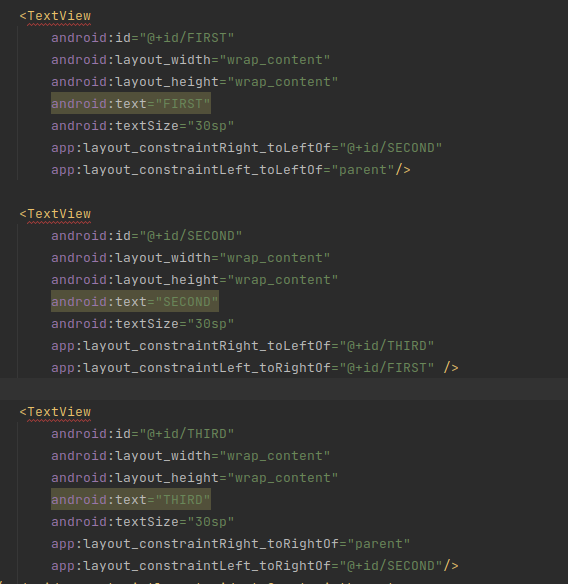 <TextView
android:id="@+id/FIRST"
android:layout_width="wrap_content"
android:layout_height="wrap_content"
android:text="FIRST"
android:textSize="30sp"
app:layout_constraintRight_toLeftOf="@+id/SECOND"
app:layout_constraintLeft_toLeftOf="parent"/>
<TextView
android:id="@+id/SECOND"
android:layout_width="wrap_content"
android:layout_height="wrap_content"
android:text="SECOND"
android:textSize="30sp"
app:layout_constraintRight_toLeftOf="@+id/THIRD"
app:layout_constraintLeft_toRightOf="@+id/FIRST" />
<TextView
android:id="@+id/THIRD"
android:layout_width="wrap_content"
android:layout_height="wrap_content"
android:text="THIRD"
android:textSize="30sp"
app:layout_constraintRight_toRightOf="parent"
app:layout_constraintLeft_toRightOf="@+id/SECOND"/>